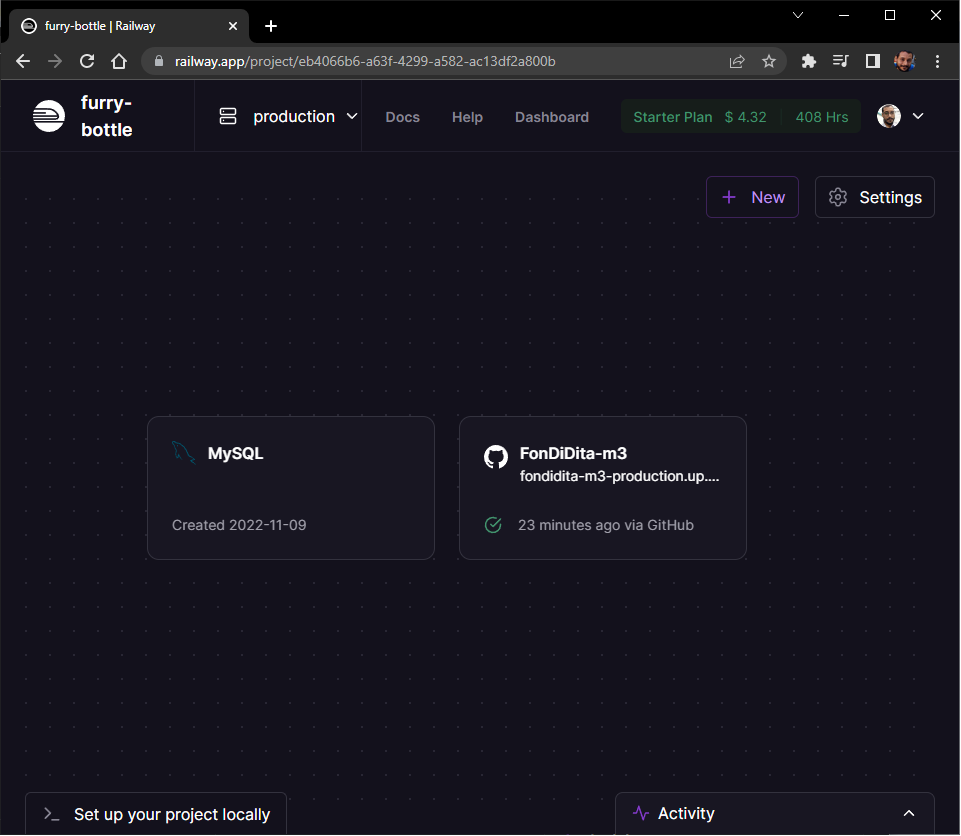 furry-bottle | Railway
railway.app/project/eb4066b6-a63f-4299-a582-ac13df2a800b
furry-
bottle
production
Docs
Help
Dashboard
Starter Plan $ 4.32 408 Hrs
New
Settings
MySQL
Created 2022-11-09
FonDiDita-m3
fondidita-m3-production.up....
23 minutes ago via GitHub
Set up your project locally
Activity